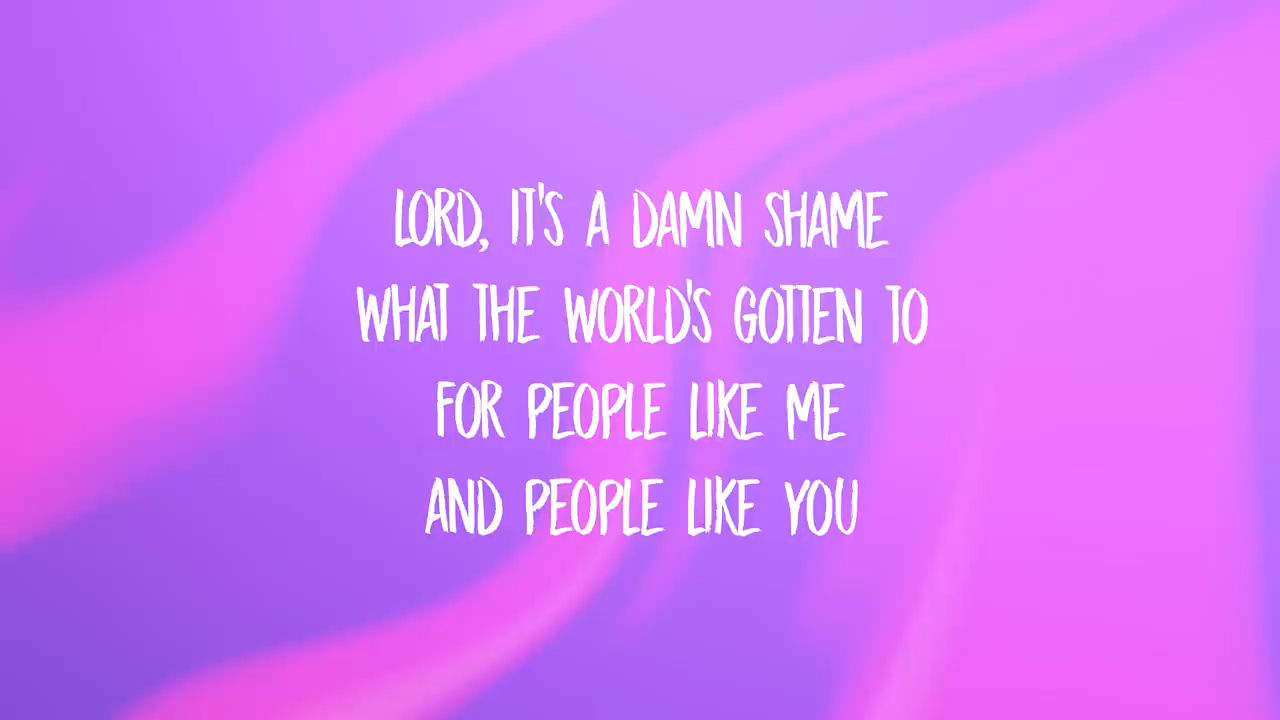 LORD, IT'S A DAMN SHAME
WHAT THE WORLD'S GOTTEN TO
FOR PEOPLE LIKE ME
AND PEOPLE LIKE YOU